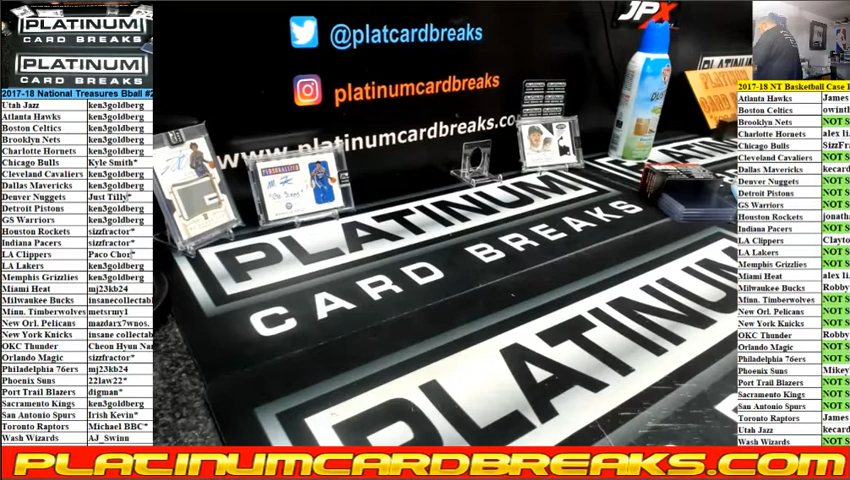 PLATINUM
CARD BREAKS
PLATINUM
CARD BREAKS
2017-18 National Treasures Bball #2
Utah Jazz ken3goldberg
Atlanta Hawks ken3goldberg
Boston Celtics ken3goldberg
Brooklyn Nets ken3goldberg
Charlotte Hornets ken3goldberg
Chicago Bulls Kyle Smith*
Cleveland Cavaliers ken3goldberg
Dallas Mavericks ken3goldberg
Denver Nuggets Just Tilly*
Detroit Pistons ken3goldberg
GS Warriors ken3goldberg
Houston Rockets sizzfractor*
Indiana Pacers sizzfractor*
LA Clippers Paco Chor*
LA Lakers ken3goldberg
Memphis Grizzlies ken3goldberg
Miami Heat mj23kb24
Milwaukee Bucks insanecollectab
Minn. Timberwolves metsrmy1
New Orl. Pelicans mazdarx7wnos.
New York Knicks insane collectab
OKC Thunder Cheon Hyun Nam
Orlando Magic sizzfractor*
Philadelphia 76ers mj23kb24
Phoenix Suns 22law22*
Port Trail Blazers digman*
Sacramento Kings ken3goldberg
San Antonio Spurs Irish Kevin*
Toronto Raptors Michael BBC*
Wash Wizards AJ_Swinn
@platcardbreaks
platinumcardbreaks
www.platinumcardbreaks.co
JPX
PERSONALIZED
PLATINUM
CARD BREAKS
PLATINUM
2017-18 NT Basketball Case
Atlanta Hawks James
Boston Celtics owinth
Brooklyn Nets NOT S
Charlotte Hornets alex li
Chicago Bulls SizzFra
Cleveland Cavaliers NOT S
Dallas Mavericks kecard
Denver Nuggets NOT S
Detroit Pistons NOT S
GS Warriors NOT S
Houston Rockets jonatha
Indiana Pacers NOT S
LA Clippers Clayto
LA Lakers NOT S
Memphis Grizzlies NOT S
Miami Heat alex li
Milwaukee Bucks Robby
Minn. Timberwolves NOT S
New Orl. Pelicans NOT S
New York Knicks NOT S
OKC Thunder Robby
Orlando Magic NOT S
Philadelphia 76ers NOT S
Phoenix Suns Mikey
Port Trail Blazers NOT S
Sacramento Kings NOT S
San Antonio Spurs NOT S
Toronto Raptors James
Utah Jazz kecard
Wash Wizards NOT S
PLATINUMCARDBREAKS.COM